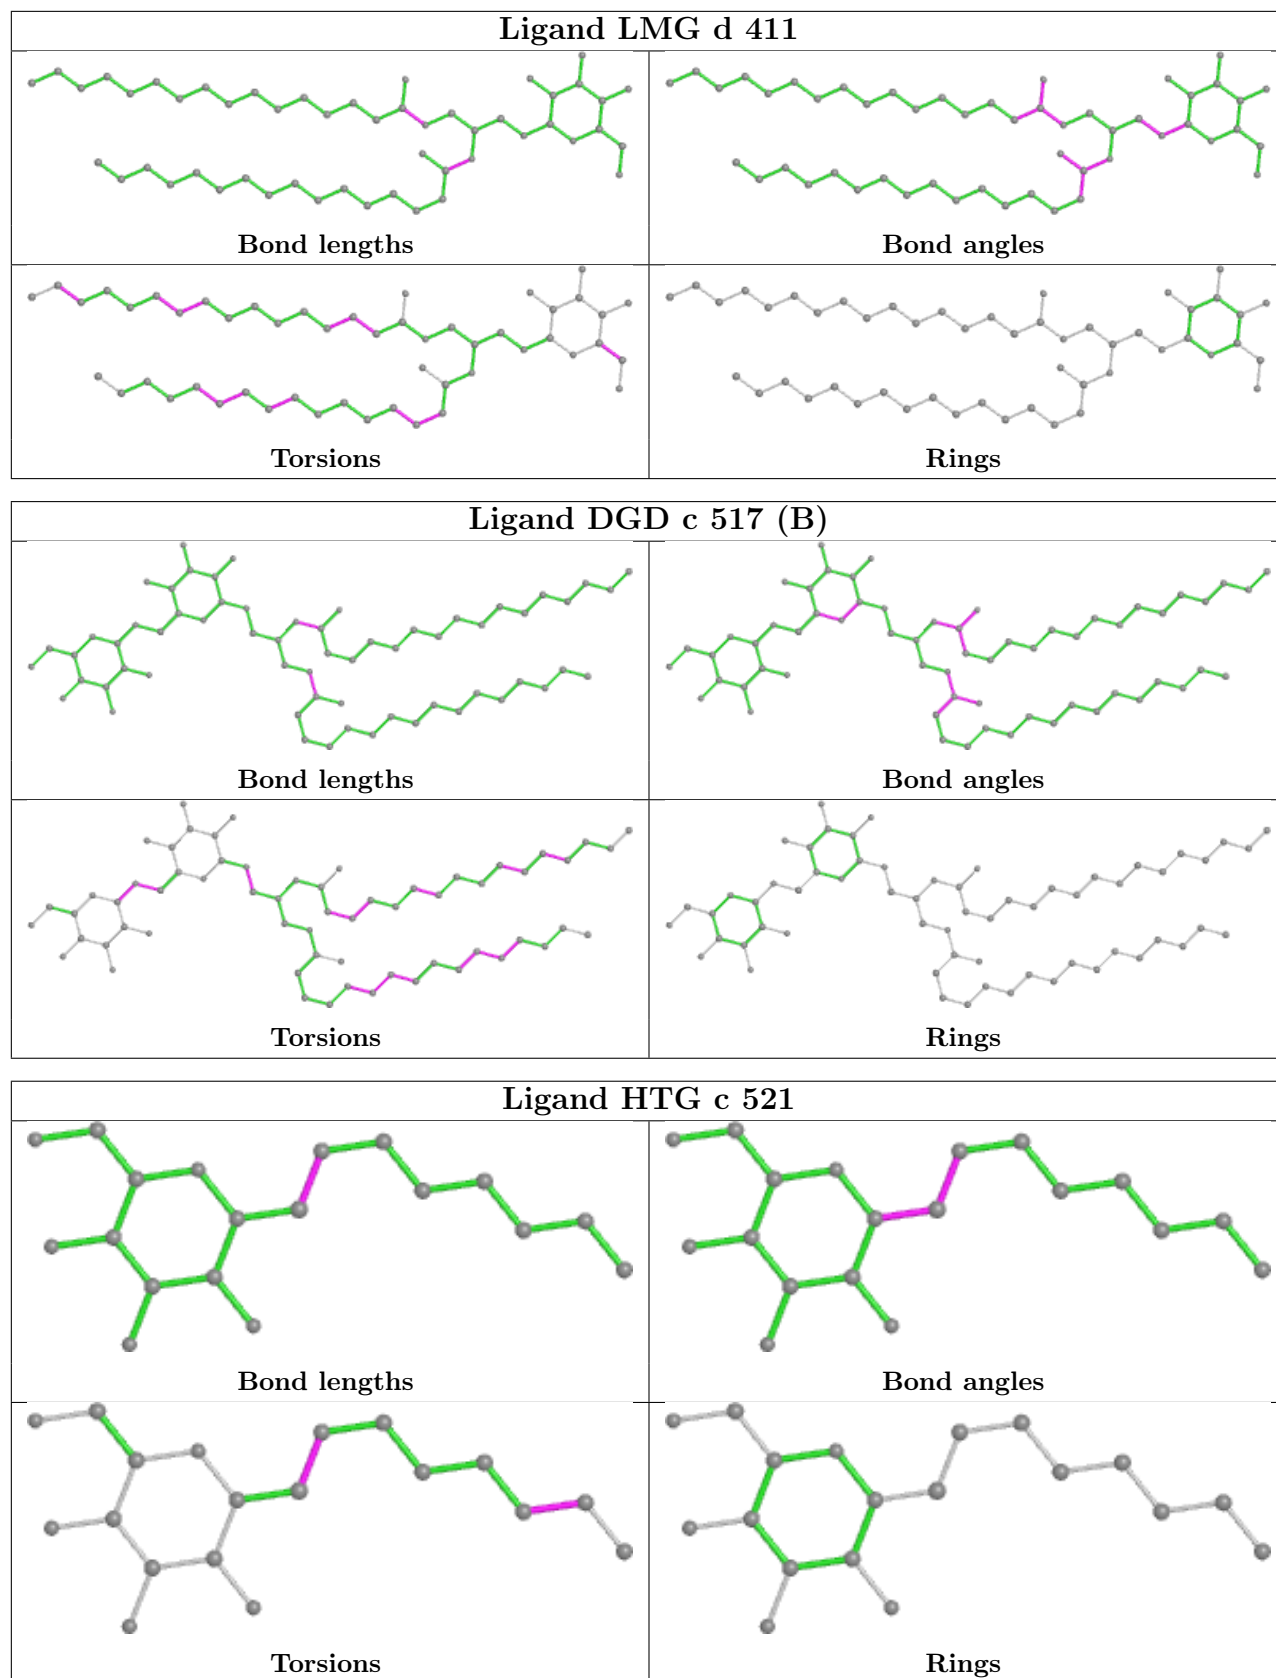 Ligand LMG d 411
Bond lengths
Bond angles
Torsions
Rings
Ligand DGD c 517 (B)
Bond lengths
Bond angles
Torsions
Rings
Ligand HTG c 521
Bond lengths
Bond angles
Torsions
Rings